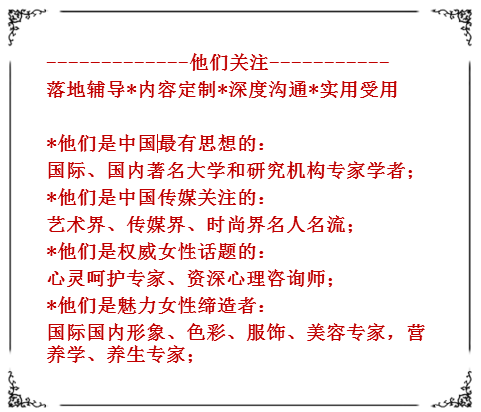 -------------他们关注-----------
落地辅导*内容定制*深度沟通*实用受用
*他们是中国最有思想的：
国际、国内著名大学和研究机构专家学者；
*他们是中国传媒关注的：
艺术界、传媒界、时尚界名人名流；
*他们是权威女性话题的：
心灵呵护专家、资深心理咨询师；
*他们是魅力女性缔造者：
国际国内形象、色彩、服饰、美容专家，营
养学、养生专家；